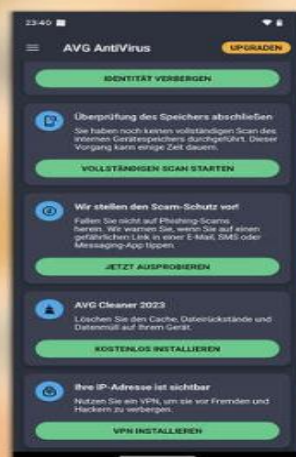 23:40
AVG AntiVirus
UPGRADEN
IDENTITÄT VERBERGEN
Überprüfung des Speichers abschließen
Sie haben noch keinen vollständigen Scan des
internen Gerätespeichers durchgeführt. Dieser
Vorgang kann einige Zeit dauern.
VOLLSTÄNDIGEN SCAN STARTEN
Wir stellen den Scam-Schutz vor!
Fallen Sie nicht auf Phishing-Scams
herein. Wir warnen Sie, wenn Sie auf einen
gefährlichen Link in einer E-Mail, SMS oder
Messaging-App tippen.
JETZT AUSPROBIEREN
AVG Cleaner 2023
Löschen Sie den Cache, Dateirückstände und
Datenmüll auf Ihrem Gerät.
KOSTENLOS INSTALLIEREN
Ihre IP-Adresse ist sichtbar
Nutzen Sie ein VPN, um sie vor Fremden und
Hackern zu verbergen.
VPN INSTALLIEREN